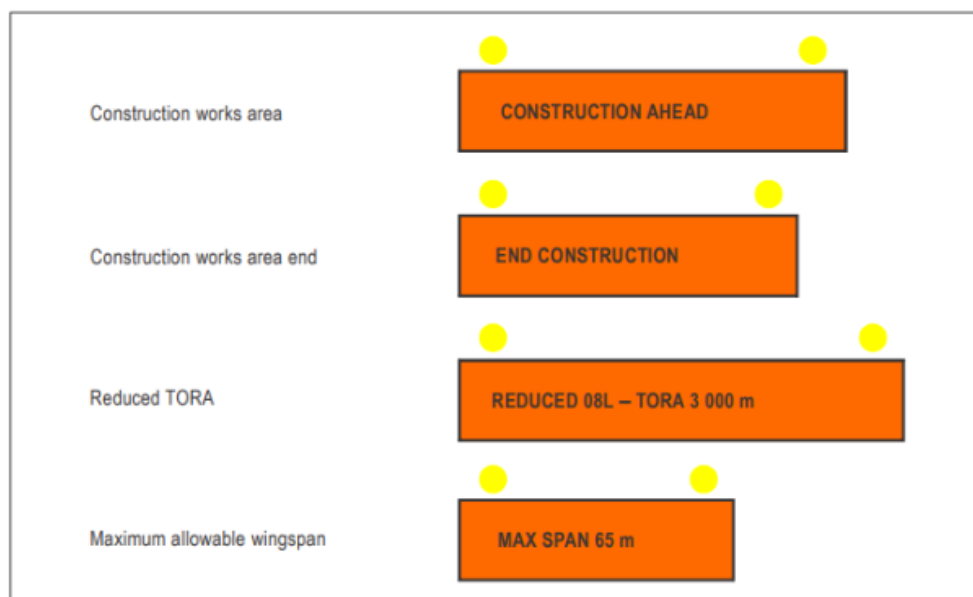 Construction works area
CONSTRUCTION AHEAD
Construction works area end
END CONSTRUCTION
Reduced TORA
REDUCED 08L – TORA 3 000 m
Maximum allowable wingspan
MAX SPAN 65 m